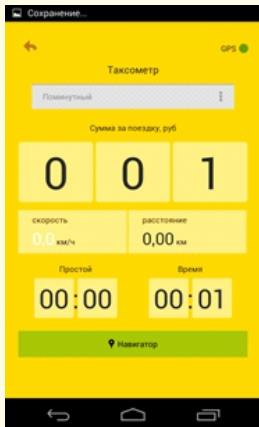 Сохранение...
GPS
Таксометр
Поминутный
Сумма за поездку, руб
0 0 1
скорость расстояние
0,0 км/ч 0,00 км
Простой Время
00:00 00:01
Навигатор